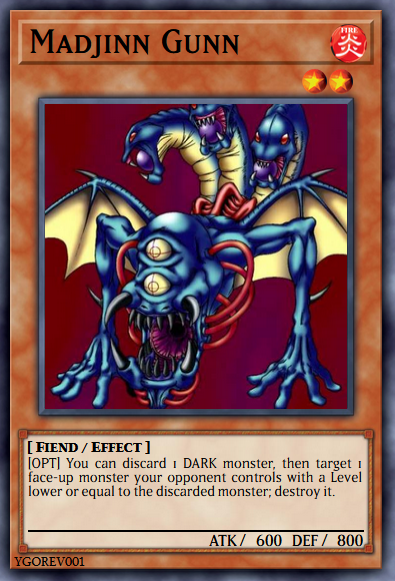 Madjinn Gunn
FIRE
炎
[ Fiend / Effect ]
[OPT] You can discard 1 DARK monster, then target 1
face-up monster your opponent controls with a Level
lower or equal to the discarded monster; destroy it.
ATK / 600 DEF / 800
YGOREV001